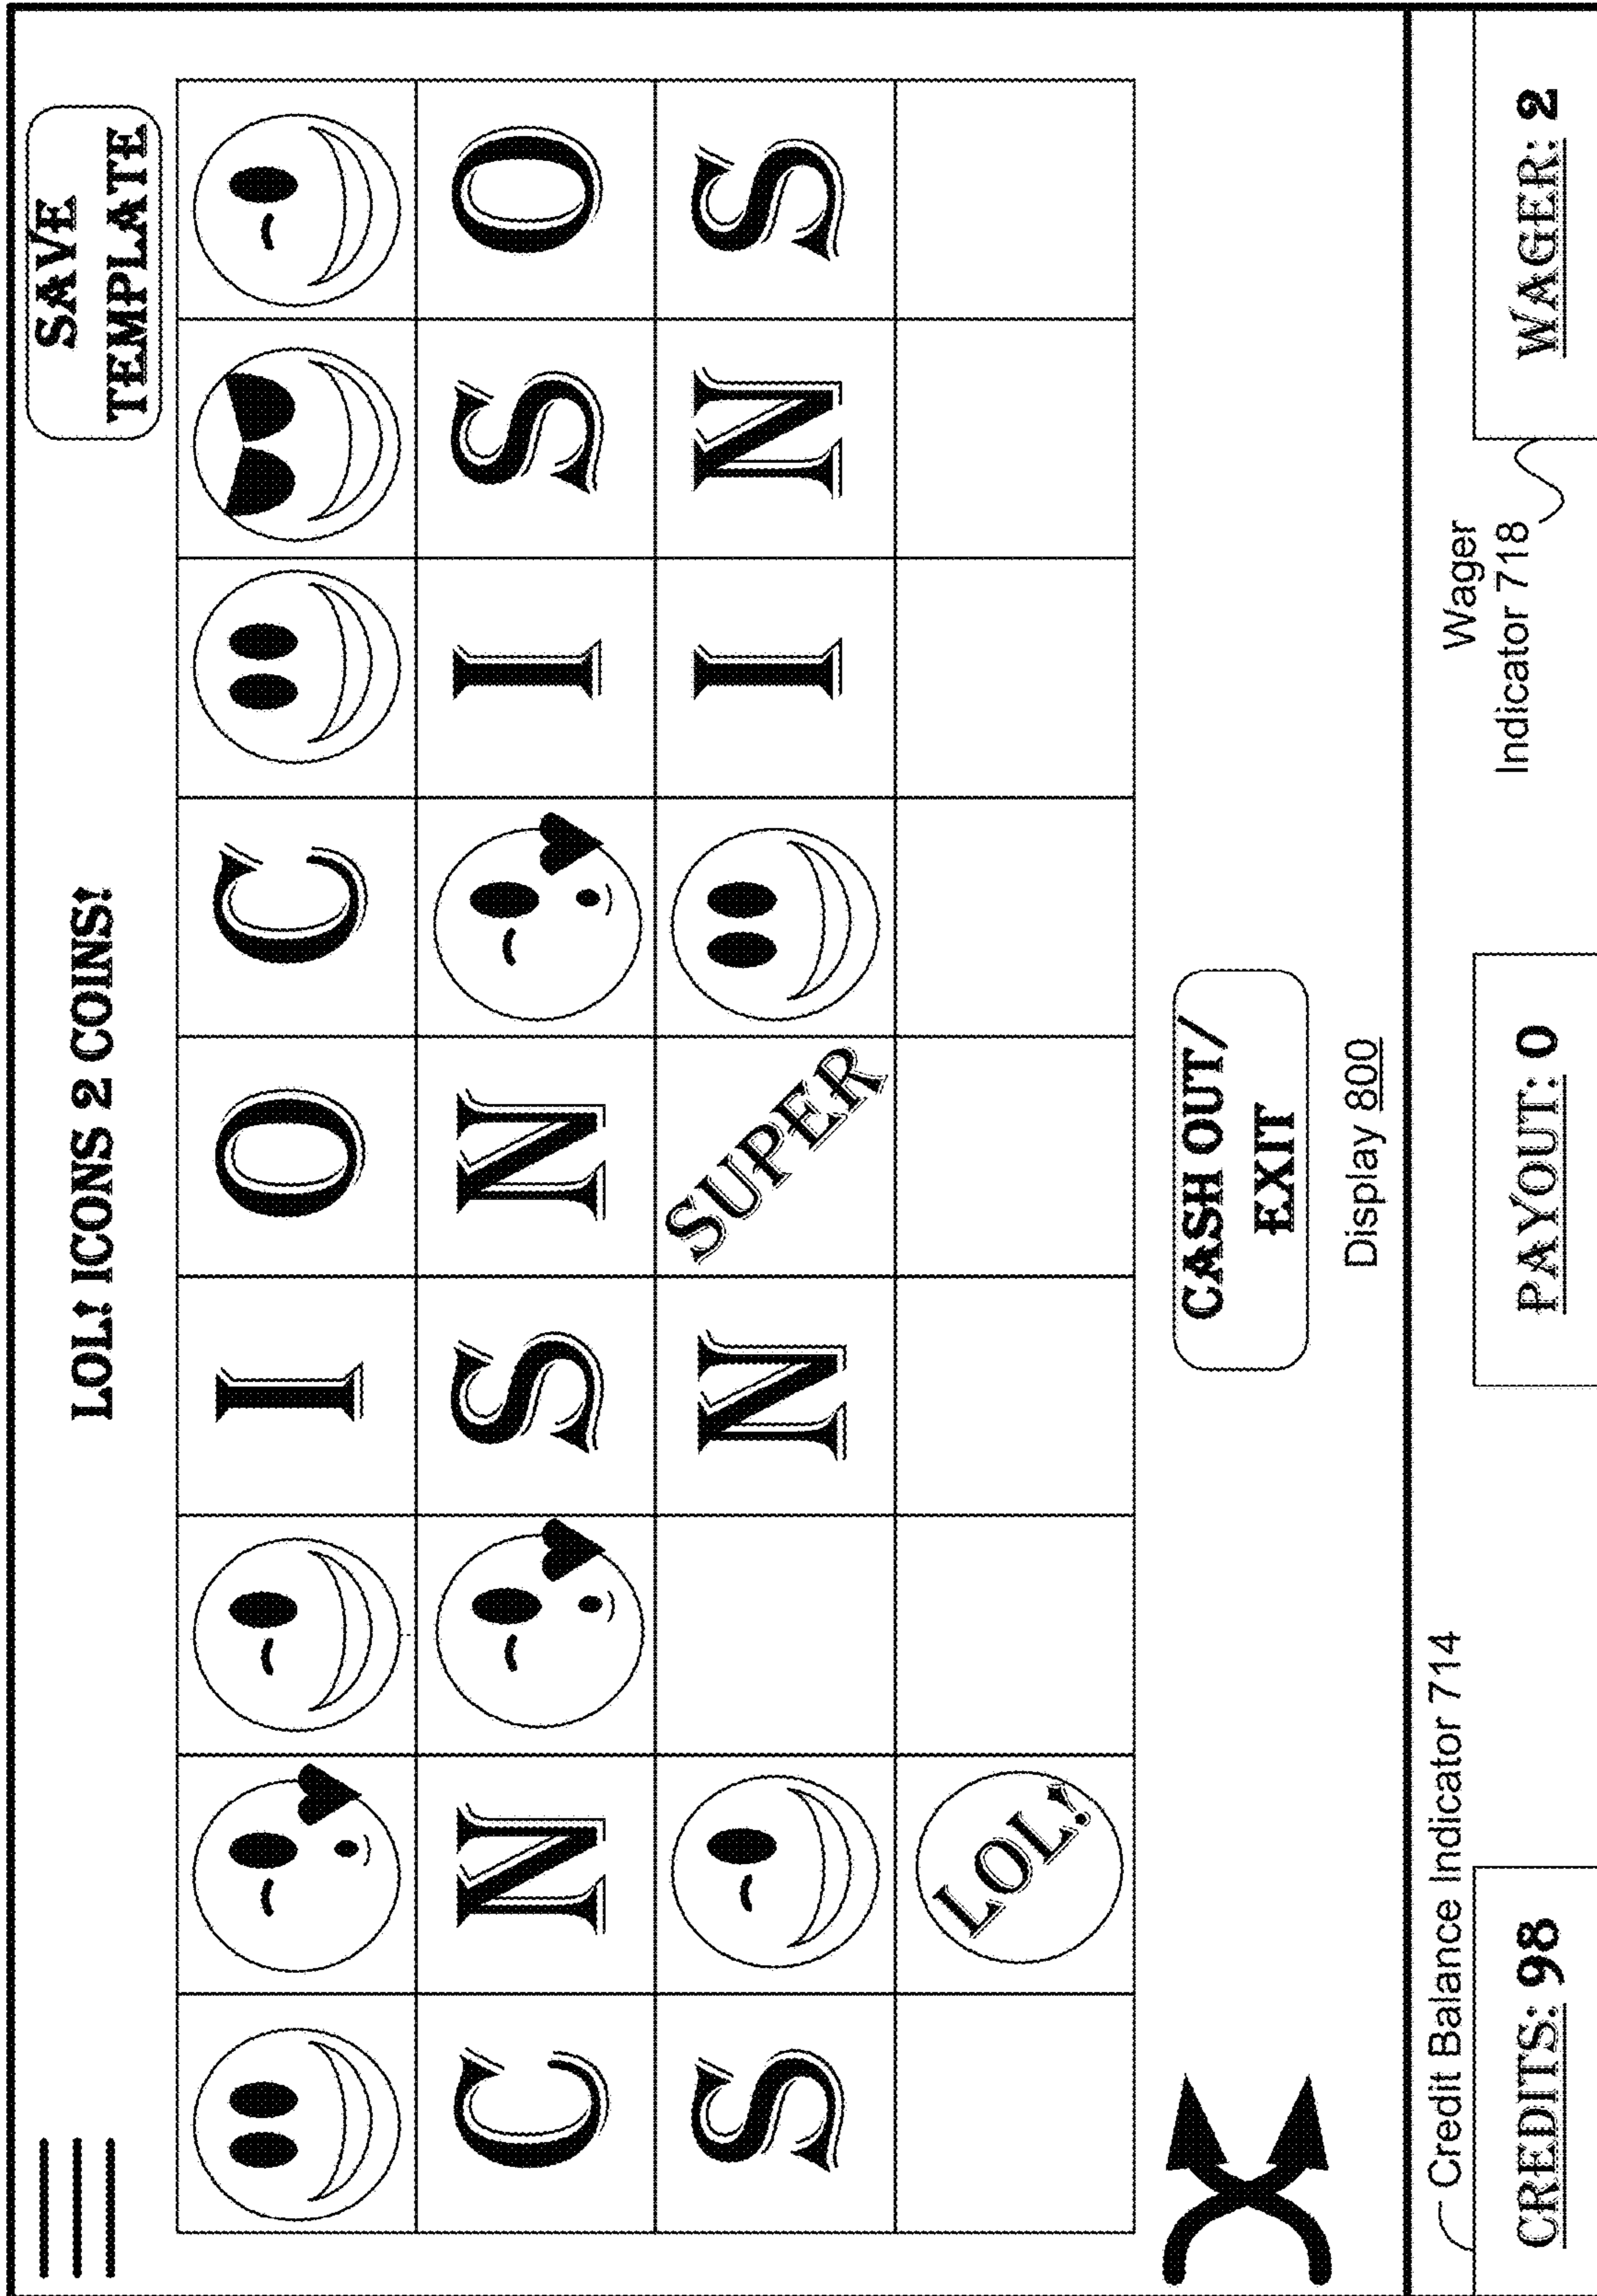 LOL! ICONS 2 COINS!
SAVE
TEMPLATE
I O C
C N S N I S O
S N SUPER I N S
LOL!
CASH OUT/
EXIT
Display 800
Credit Balance Indicator 714
Wager
Indicator 718
CREDITS: 98
PAYOUT: 0
WAGER: 2